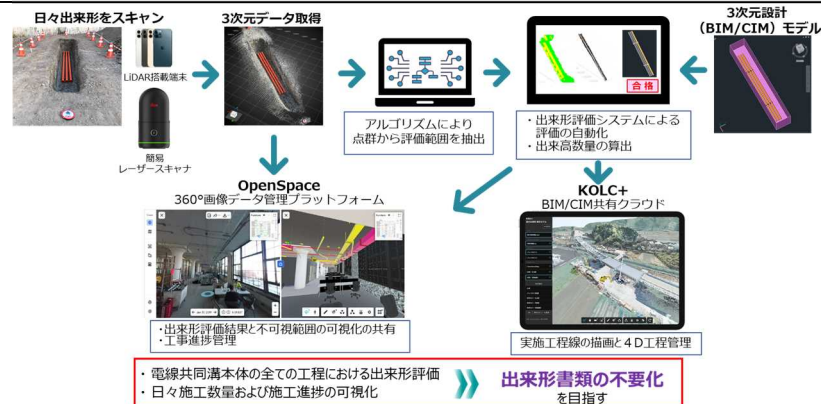 日々出来形をスキャン
LiDAR搭載端末
簡易
レーザースキャナ
3次元データ取得
アルゴリズムにより
点群から評価範囲を抽出
合格
・出来形評価システムによる
評価の自動化
・出来高数量の算出
3次元設計
(BIM/CIM)モデル
OpenSpace
360°画像データ管理プラットフォーム
・出来形評価結果と不可視範囲の可視化の共有
・工事進捗管理
KOLC+
BIM/CIM共有クラウド
実施工程線の描画と4D工程管理
・電線共同溝本体の全ての工程における出来形評価
・日々施工数量および施工進捗の可視化
出来形書類の不要化
を目指す